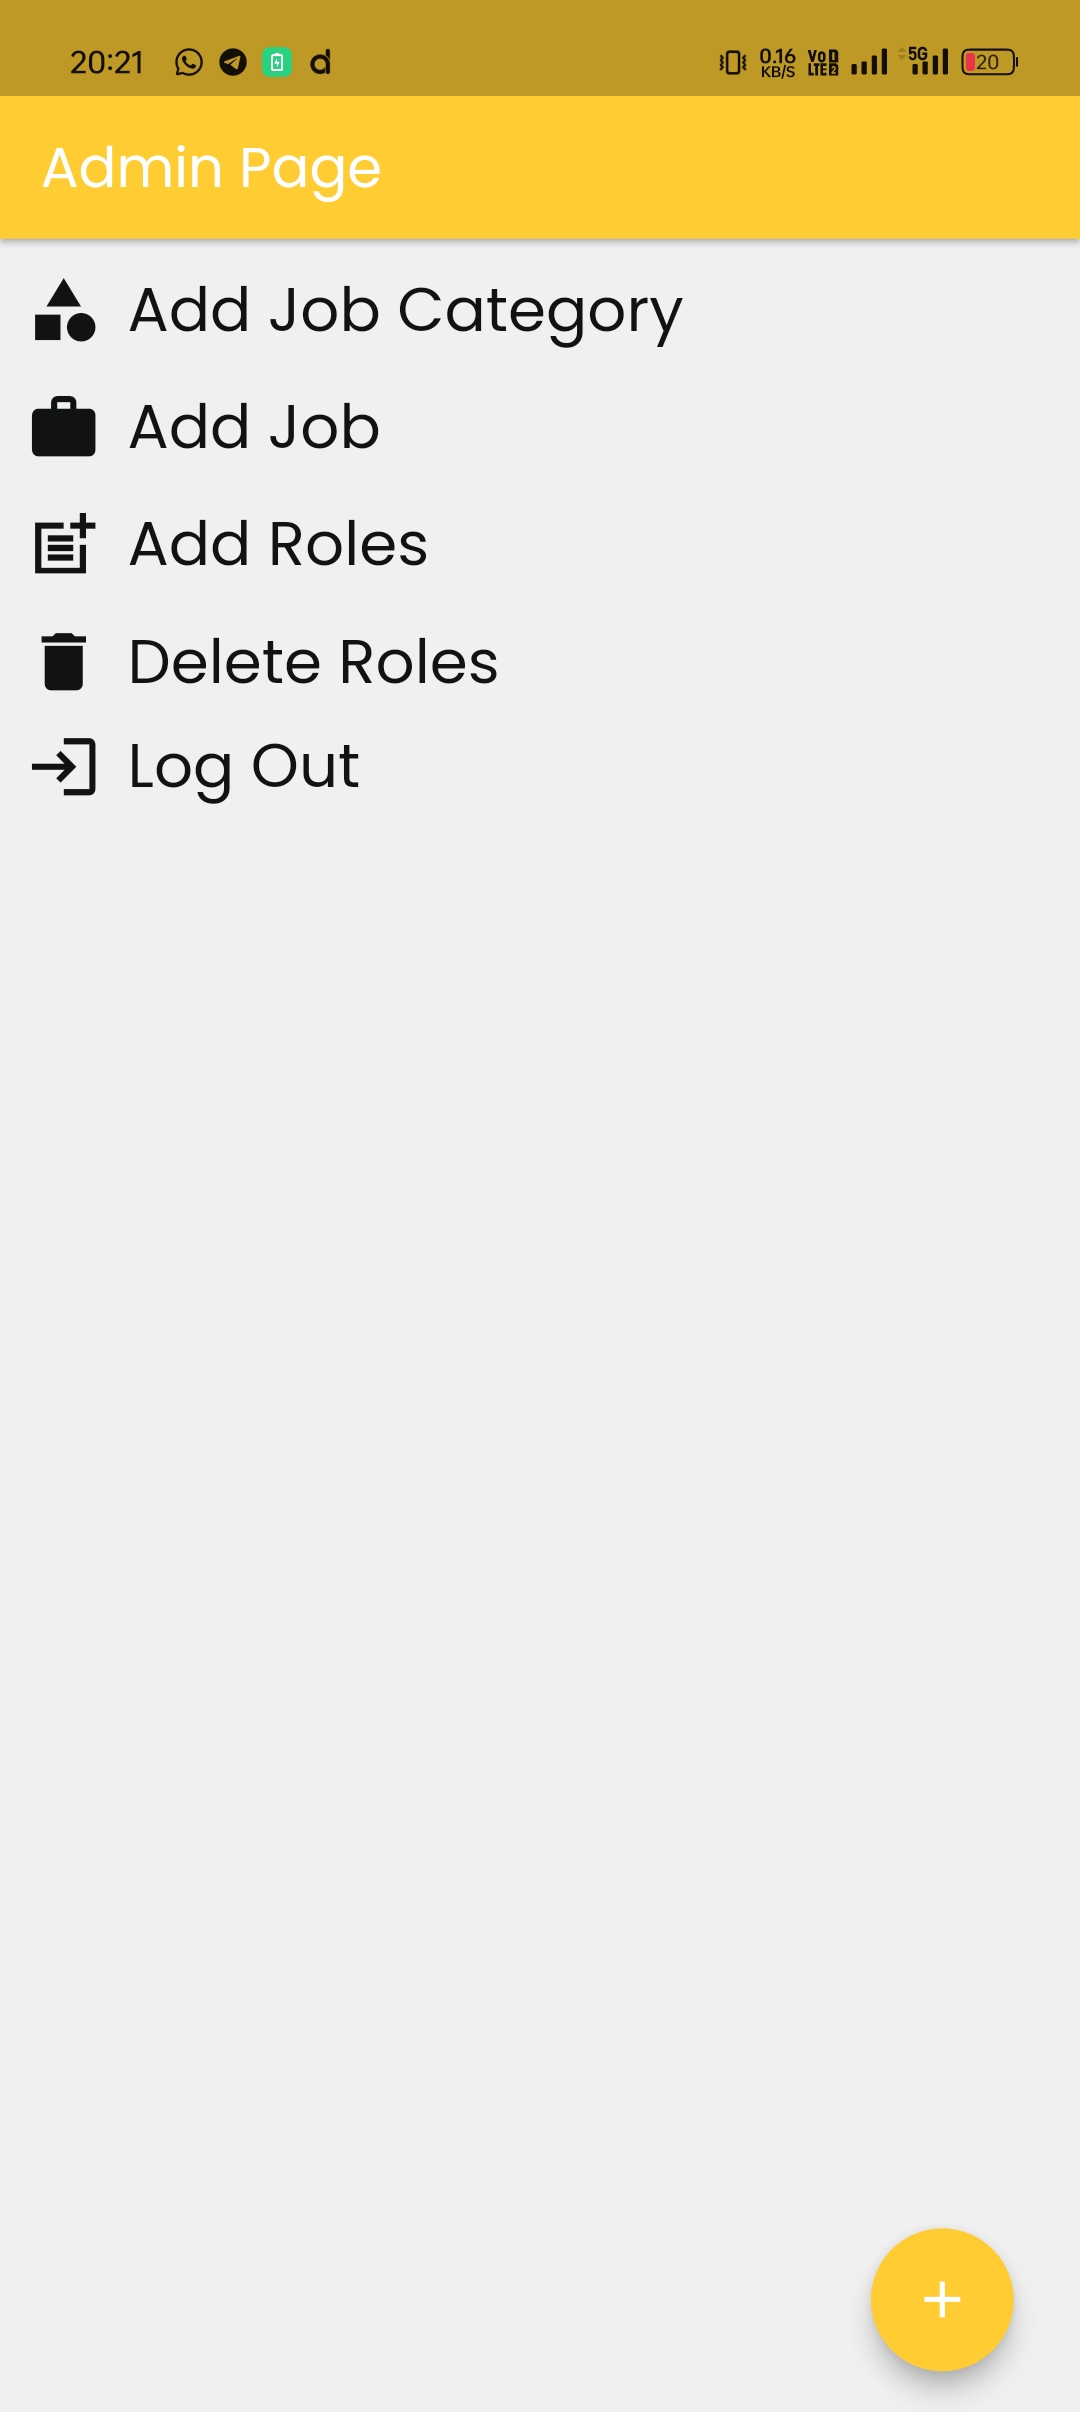 20:21
0.16
KB/S
VoD
LTE2
5G
20
Admin Page
Add Job Category
Add Job
Add Roles
Delete Roles
Log Out